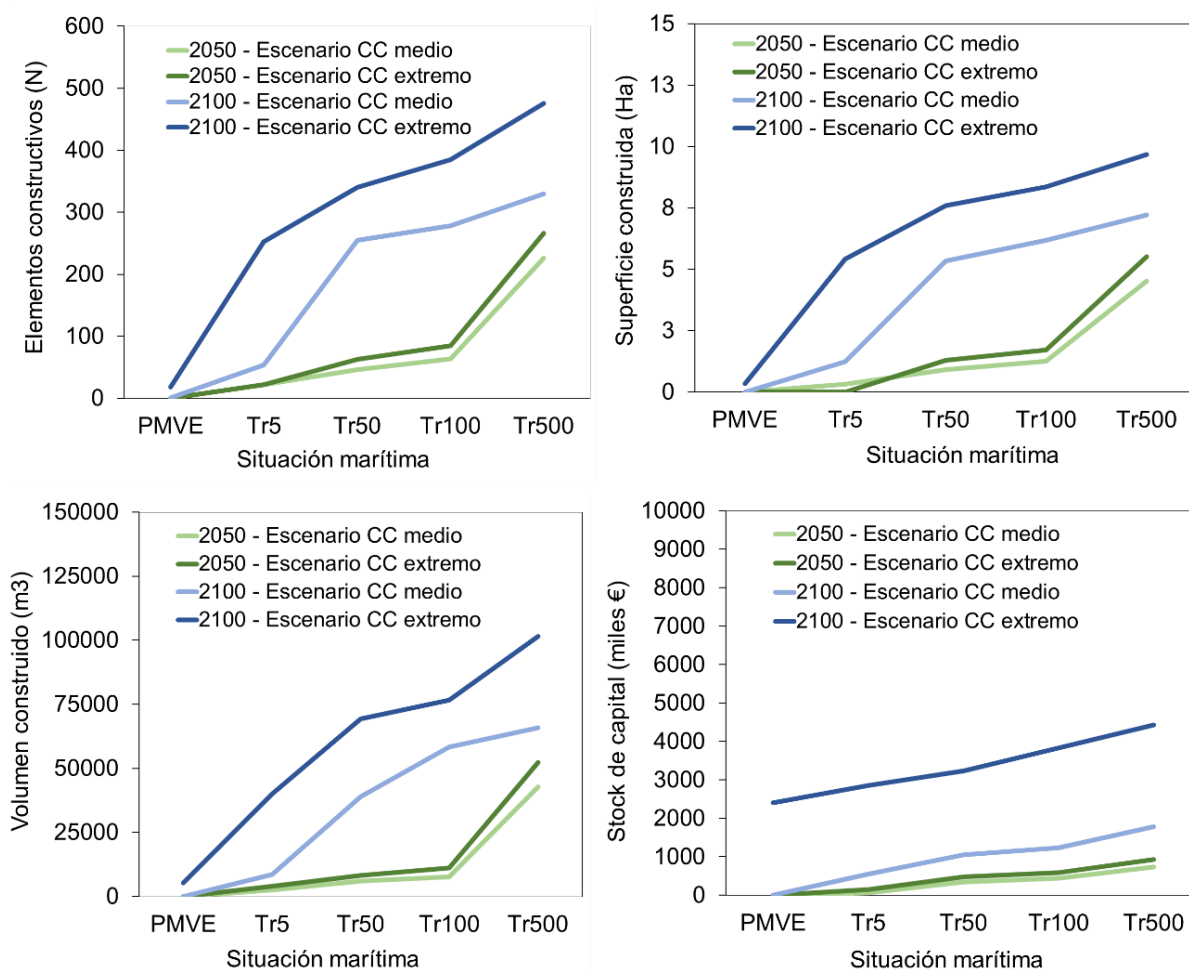 Elementos constructivos (N)
600
500
400
300
200
100
0
2050 - Escenario CC medio
2050 - Escenario CC extremo
2100 - Escenario CC medio
2100 - Escenario CC extremo
PMVE Tr5 Tr50 Tr100 Tr500
Situación marítima
Superficie construida (Ha)
15
13
10
8
5
3
0
2050 - Escenario CC medio
2050 - Escenario CC extremo
2100 - Escenario CC medio
2100 - Escenario CC extremo
PMVE Tr5 Tr50 Tr100 Tr500
Situación marítima
Volumen construido (m3)
150000
125000
100000
75000
50000
25000
0
2050 - Escenario CC medio
2050 - Escenario CC extremo
2100 - Escenario CC medio
2100 - Escenario CC extremo
PMVE Tr5 Tr50 Tr100 Tr500
Situación marítima
Stock de capital (miles €)
10000
9000
8000
7000
6000
5000
4000
3000
2000
1000
0
2050 - Escenario CC medio
2050 - Escenario CC extremo
2100 - Escenario CC medio
2100 - Escenario CC extremo
PMVE Tr5 Tr50 Tr100 Tr500
Situación marítima